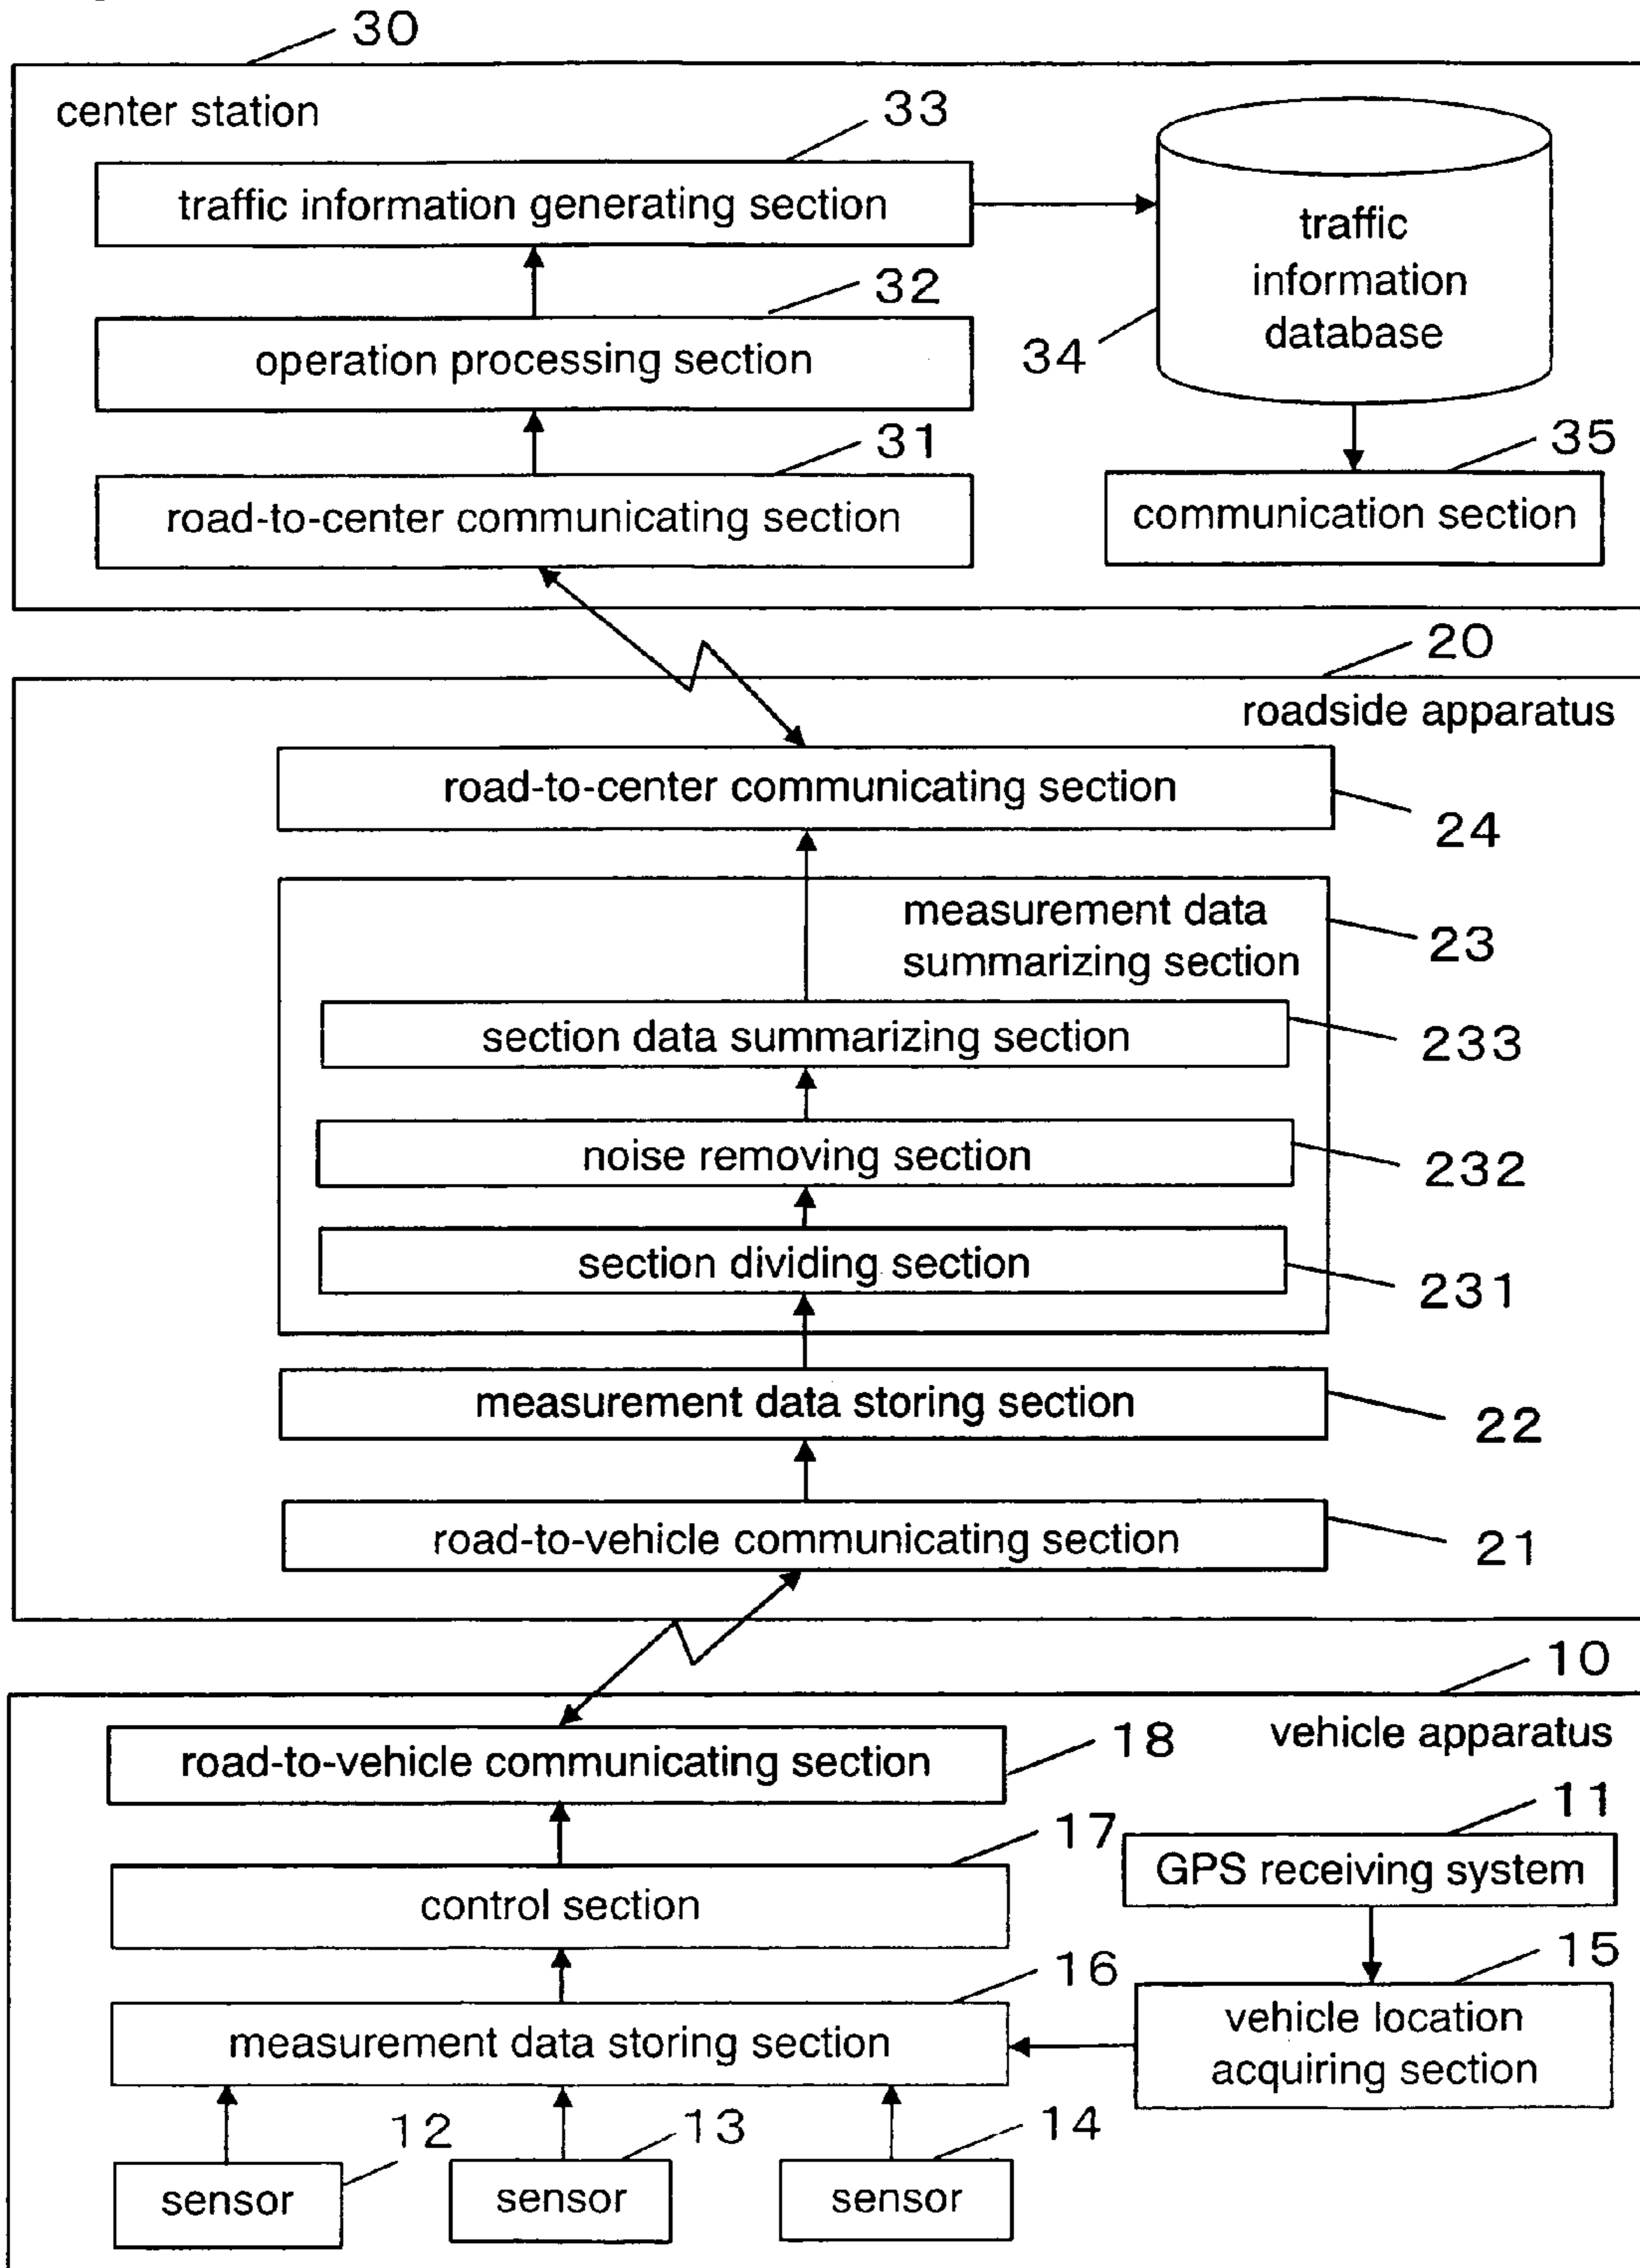 30
center station
33
traffic information generating section
traffic
information
database
34
32
operation processing section
31
road-to-center communicating section
35
communication section
20
roadside apparatus
road-to-center communicating section
24
measurement data
summarizing section
23
section data summarizing section
233
noise removing section
232
section dividing section
231
measurement data storing section
22
road-to-vehicle communicating section
21
10
vehicle apparatus
road-to-vehicle communicating section
18
11
GPS receiving system
17
control section
15
vehicle location
acquiring section
16
measurement data storing section
12
sensor
13
sensor
14
sensor